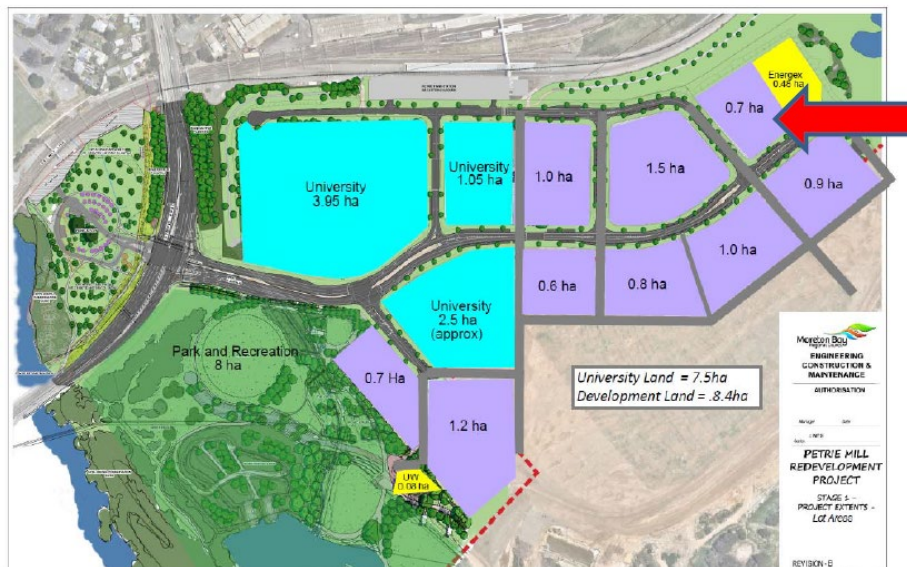 Energex
0.48 ha
0.7 ha
University
1.05 ha
1.0 ha
1.5 ha
University
3.95 ha
0.9 ha
1.0 ha
0.6 ha
0.8 ha
University
2.5 ha
(approx)
Park and Recreation
8 ha
0.7 Ha
1.2 ha
UW
0.08 ha
University Land = 7.5ha
Development Land = .8.4ha
Moreton Bay
Regional Council
ENGINEERING
CONSTRUCTION &
MAINTENANCE
AUTHORISATION
Manager
PETRIE MILL
REDEVELOPMENT
PROJECT
STAGE 1 -
PROJECT EXTENTS -
Lot Areas
REVISION - B